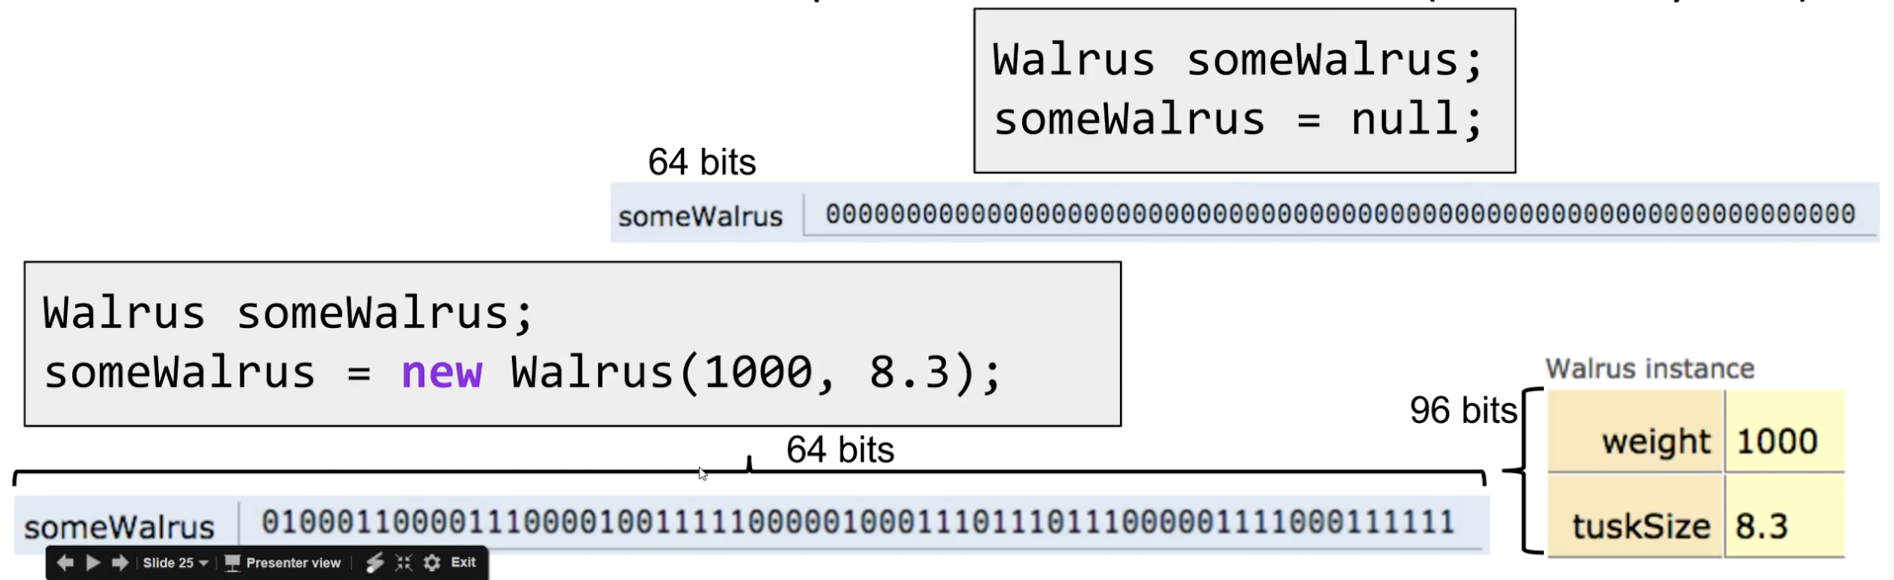 Walrus someWalrus;
someWalrus = null;
64 bits
someWalrus 0000000000000000000000000000000000000000000000000000000000000000
Walrus someWalrus;
someWalrus = new Walrus(1000, 8.3);
Walrus instance
96 bits
weight 1000
tuskSize 8.3
64 bits
someWalrus 0100011000011100001001111100000100011101110111000001111000111111
Slide 25 Presenter view Exit